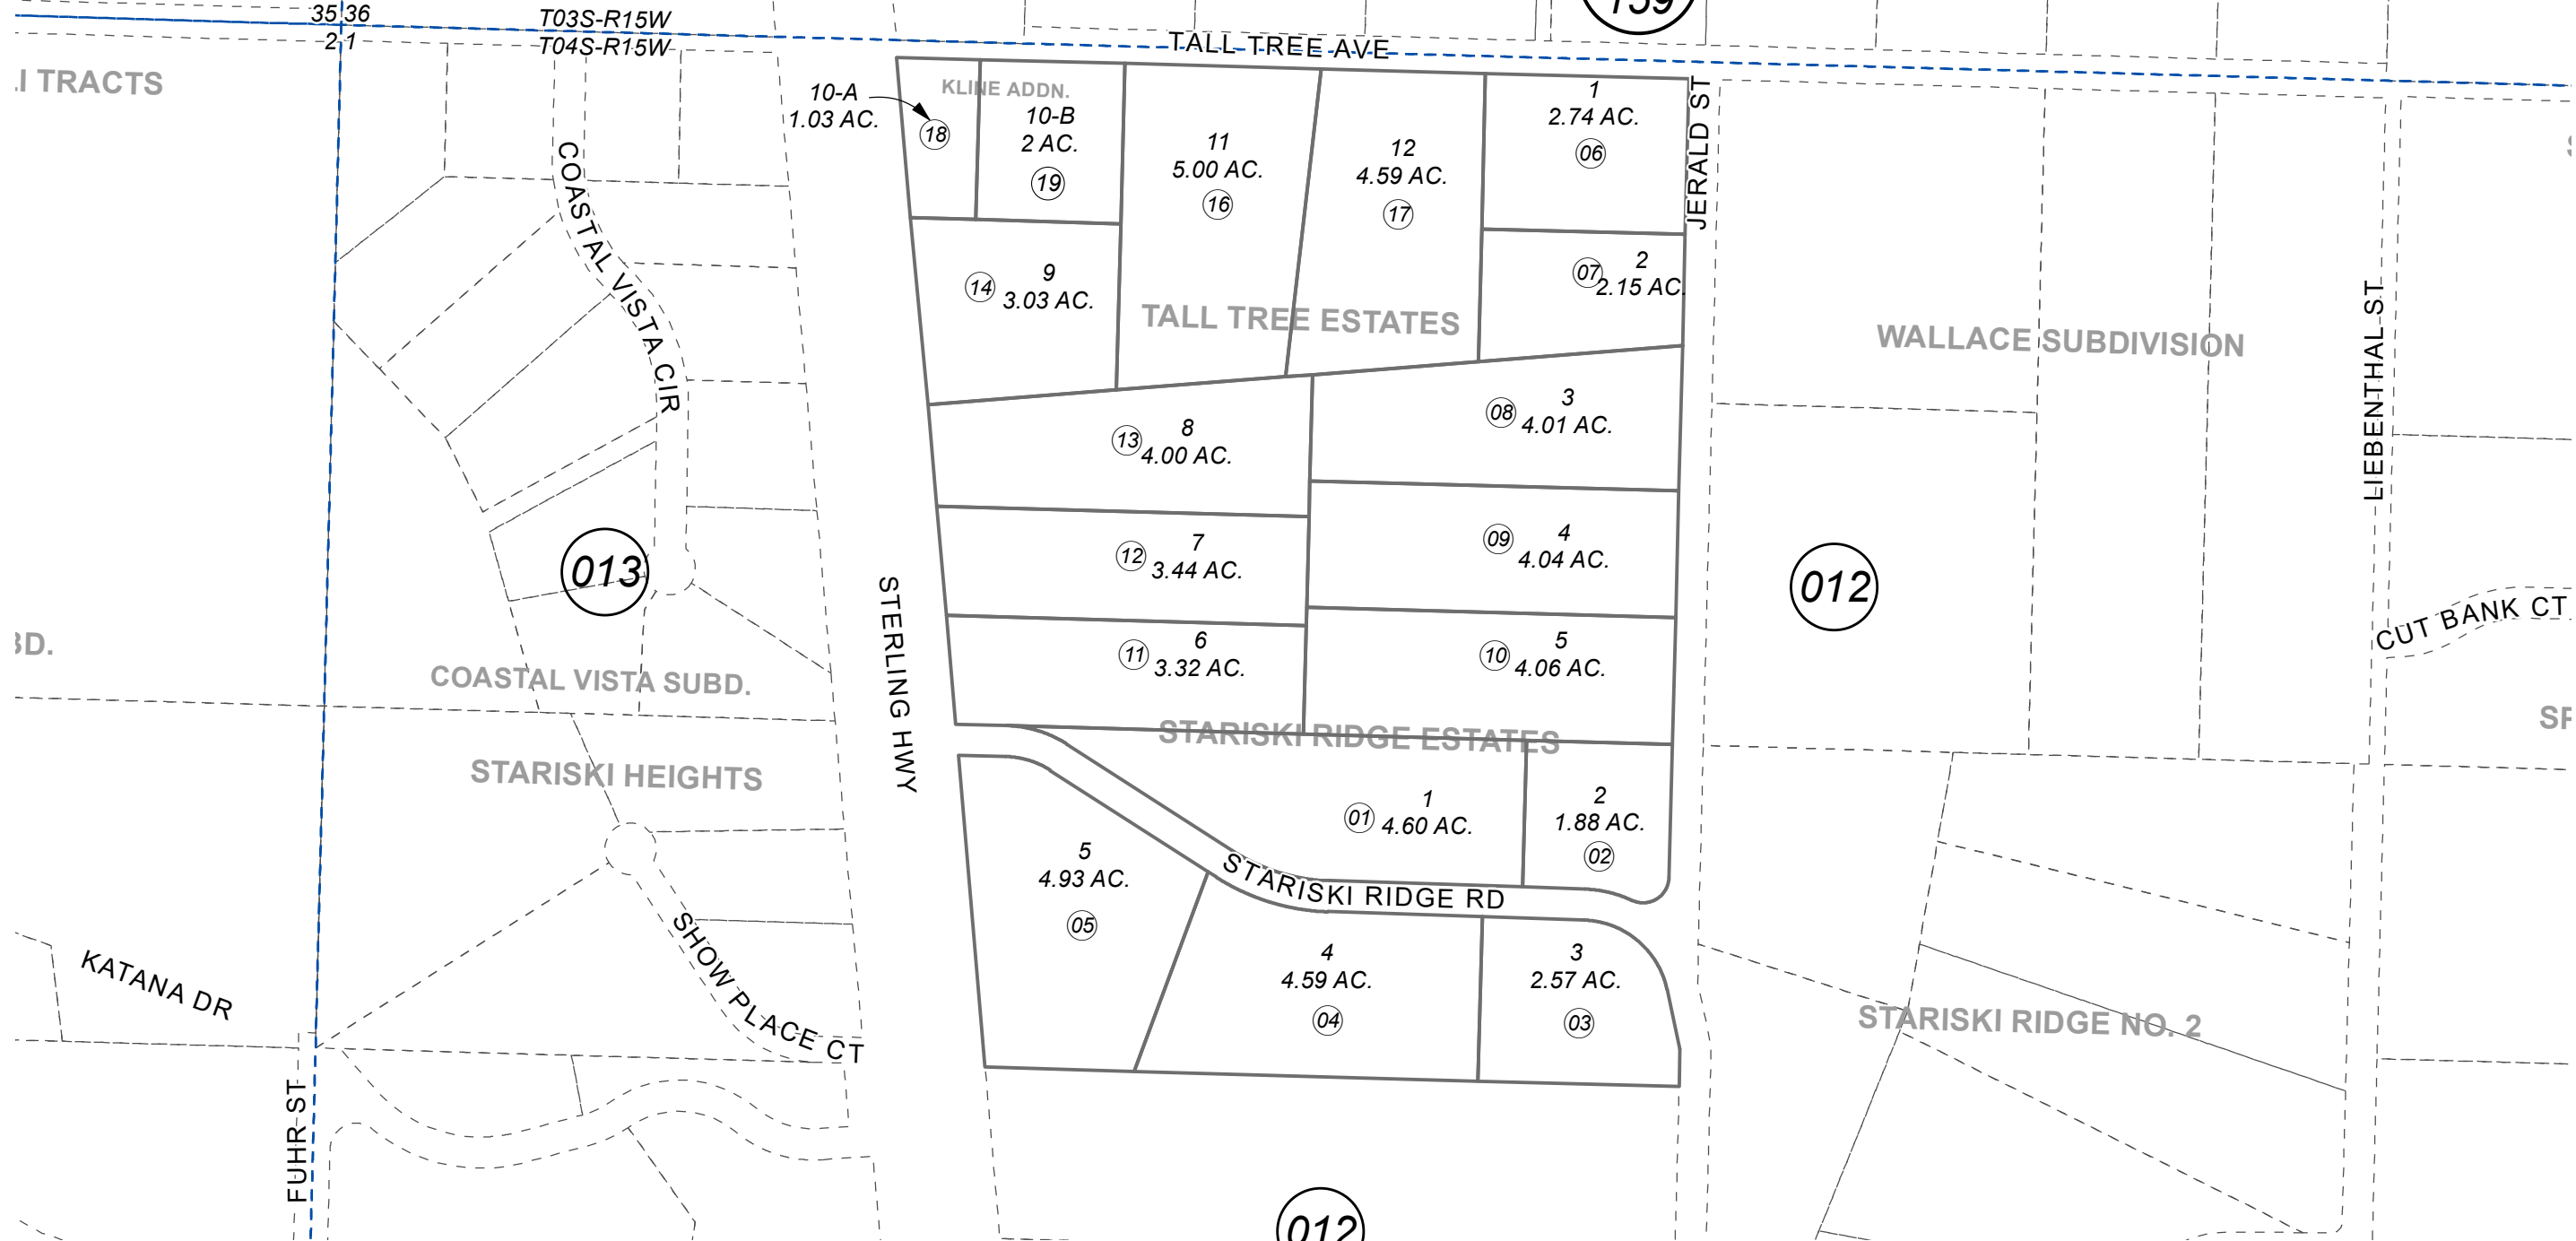 35 36
T03S-R15W
2 1
T04S-R15W
159
TALL TREE AVE
I TRACTS
KLINE ADDN.
10-A
1.03 AC.
18
10-B
2 AC.
19
11
5.00 AC.
16
12
4.59 AC.
17
1
2.74 AC.
06
JERALD ST
COASTAL VISTA CIR
14
9
3.03 AC.
07
2
2.15 AC.
TALL TREE ESTATES
WALLACE SUBDIVISION
LIEBENTHAL ST
13
8
4.00 AC.
08
3
4.01 AC.
12
7
3.44 AC.
09
4
4.04 AC.
013
012
STERLING HWY
CUT BANK CT
BD.
11
6
3.32 AC.
10
5
4.06 AC.
COASTAL VISTA SUBD.
STARISKI RIDGE ESTATES
STARISKI HEIGHTS
01
1
4.60 AC.
2
1.88 AC.
02
5
4.93 AC.
05
STARISKI RIDGE RD
4
4.59 AC.
04
3
2.57 AC.
03
KATANA DR
SHOW PLACE CT
STARISKI RIDGE NO. 2
FUHR ST
012